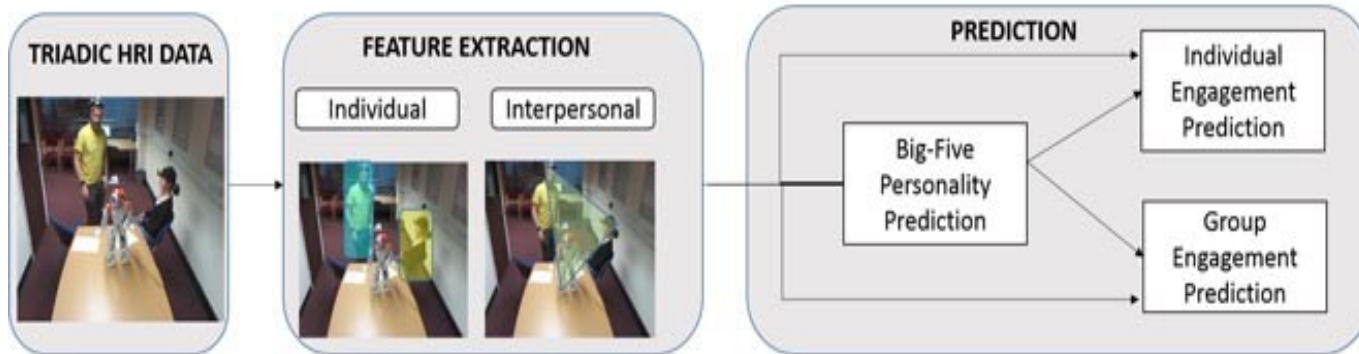 TRIADIC HRI DATA
FEATURE EXTRACTION
Individual
Interpersonal
PREDICTION
Big-Five
Personality
Prediction
Individual
Engagement
Prediction
Group
Engagement
Prediction